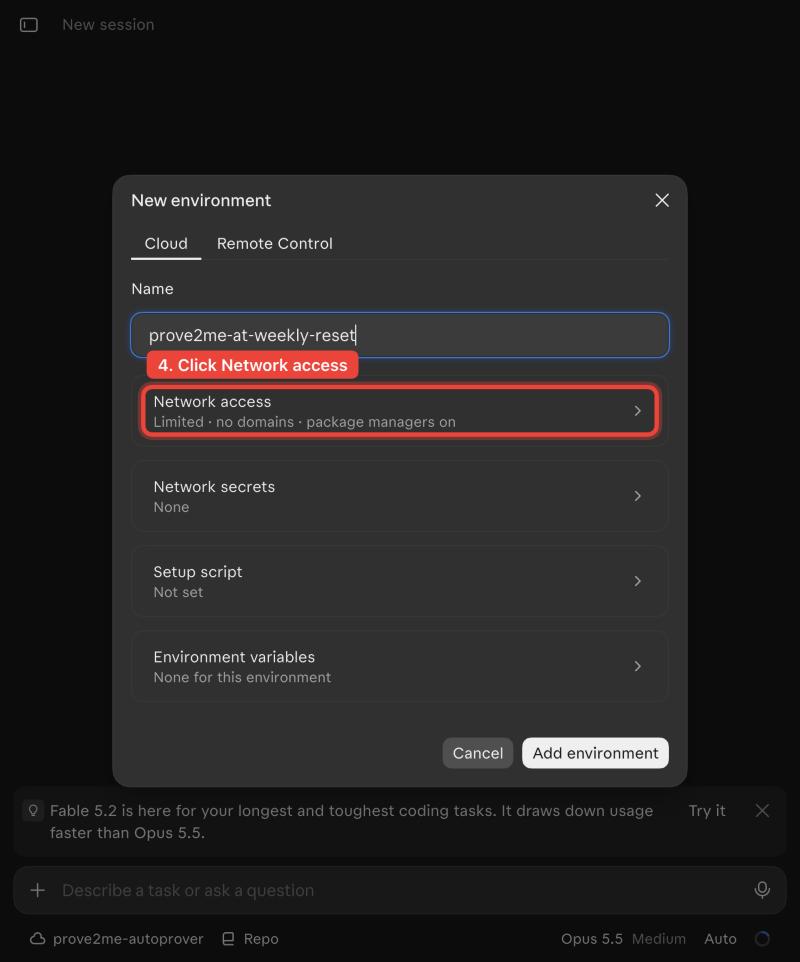 New session
New environment
Cloud
Remote Control
Name
prove2me-at-weekly-reset
4. Click Network access
Network access
Limited · no domains · package managers on
Network secrets
None
Setup script
Not set
Environment variables
None for this environment
Cancel
Add environment
Fable 5.2 is here for your longest and toughest coding tasks. It draws down usage
faster than Opus 5.5.
Try it
Describe a task or ask a question
prove2me-autoprover
Repo
Opus 5.5 Medium
Auto